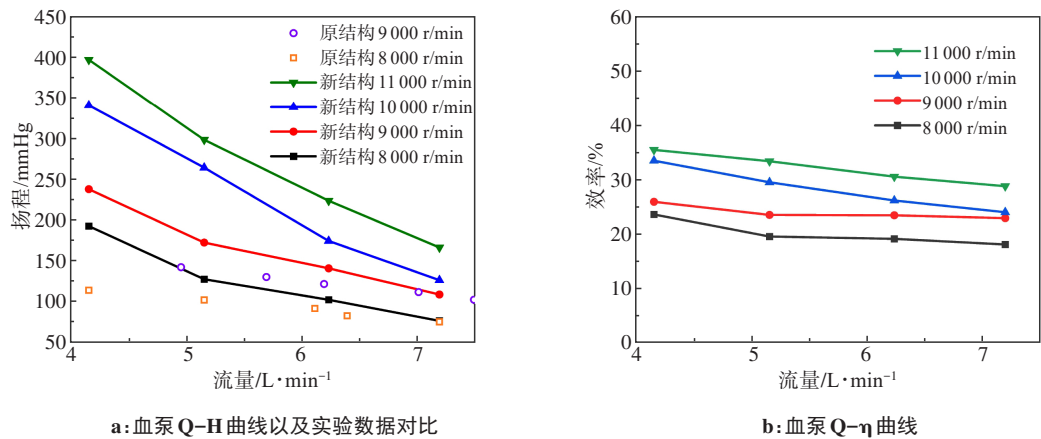 450
400
350
300
250
200
150
100
50
扬程/mmHg
原结构 9 000 r/min
原结构 8 000 r/min
新结构 11 000 r/min
新结构 10 000 r/min
新结构 9 000 r/min
新结构 8 000 r/min
4 5 6 7
流量/L·min⁻¹
a:血泵 Q-H 曲线以及实验数据对比
60
50
40
30
20
10
0
效率/%
11 000 r/min
10 000 r/min
9 000 r/min
8 000 r/min
4 5 6 7
流量/L·min⁻¹
b:血泵 Q-η 曲线